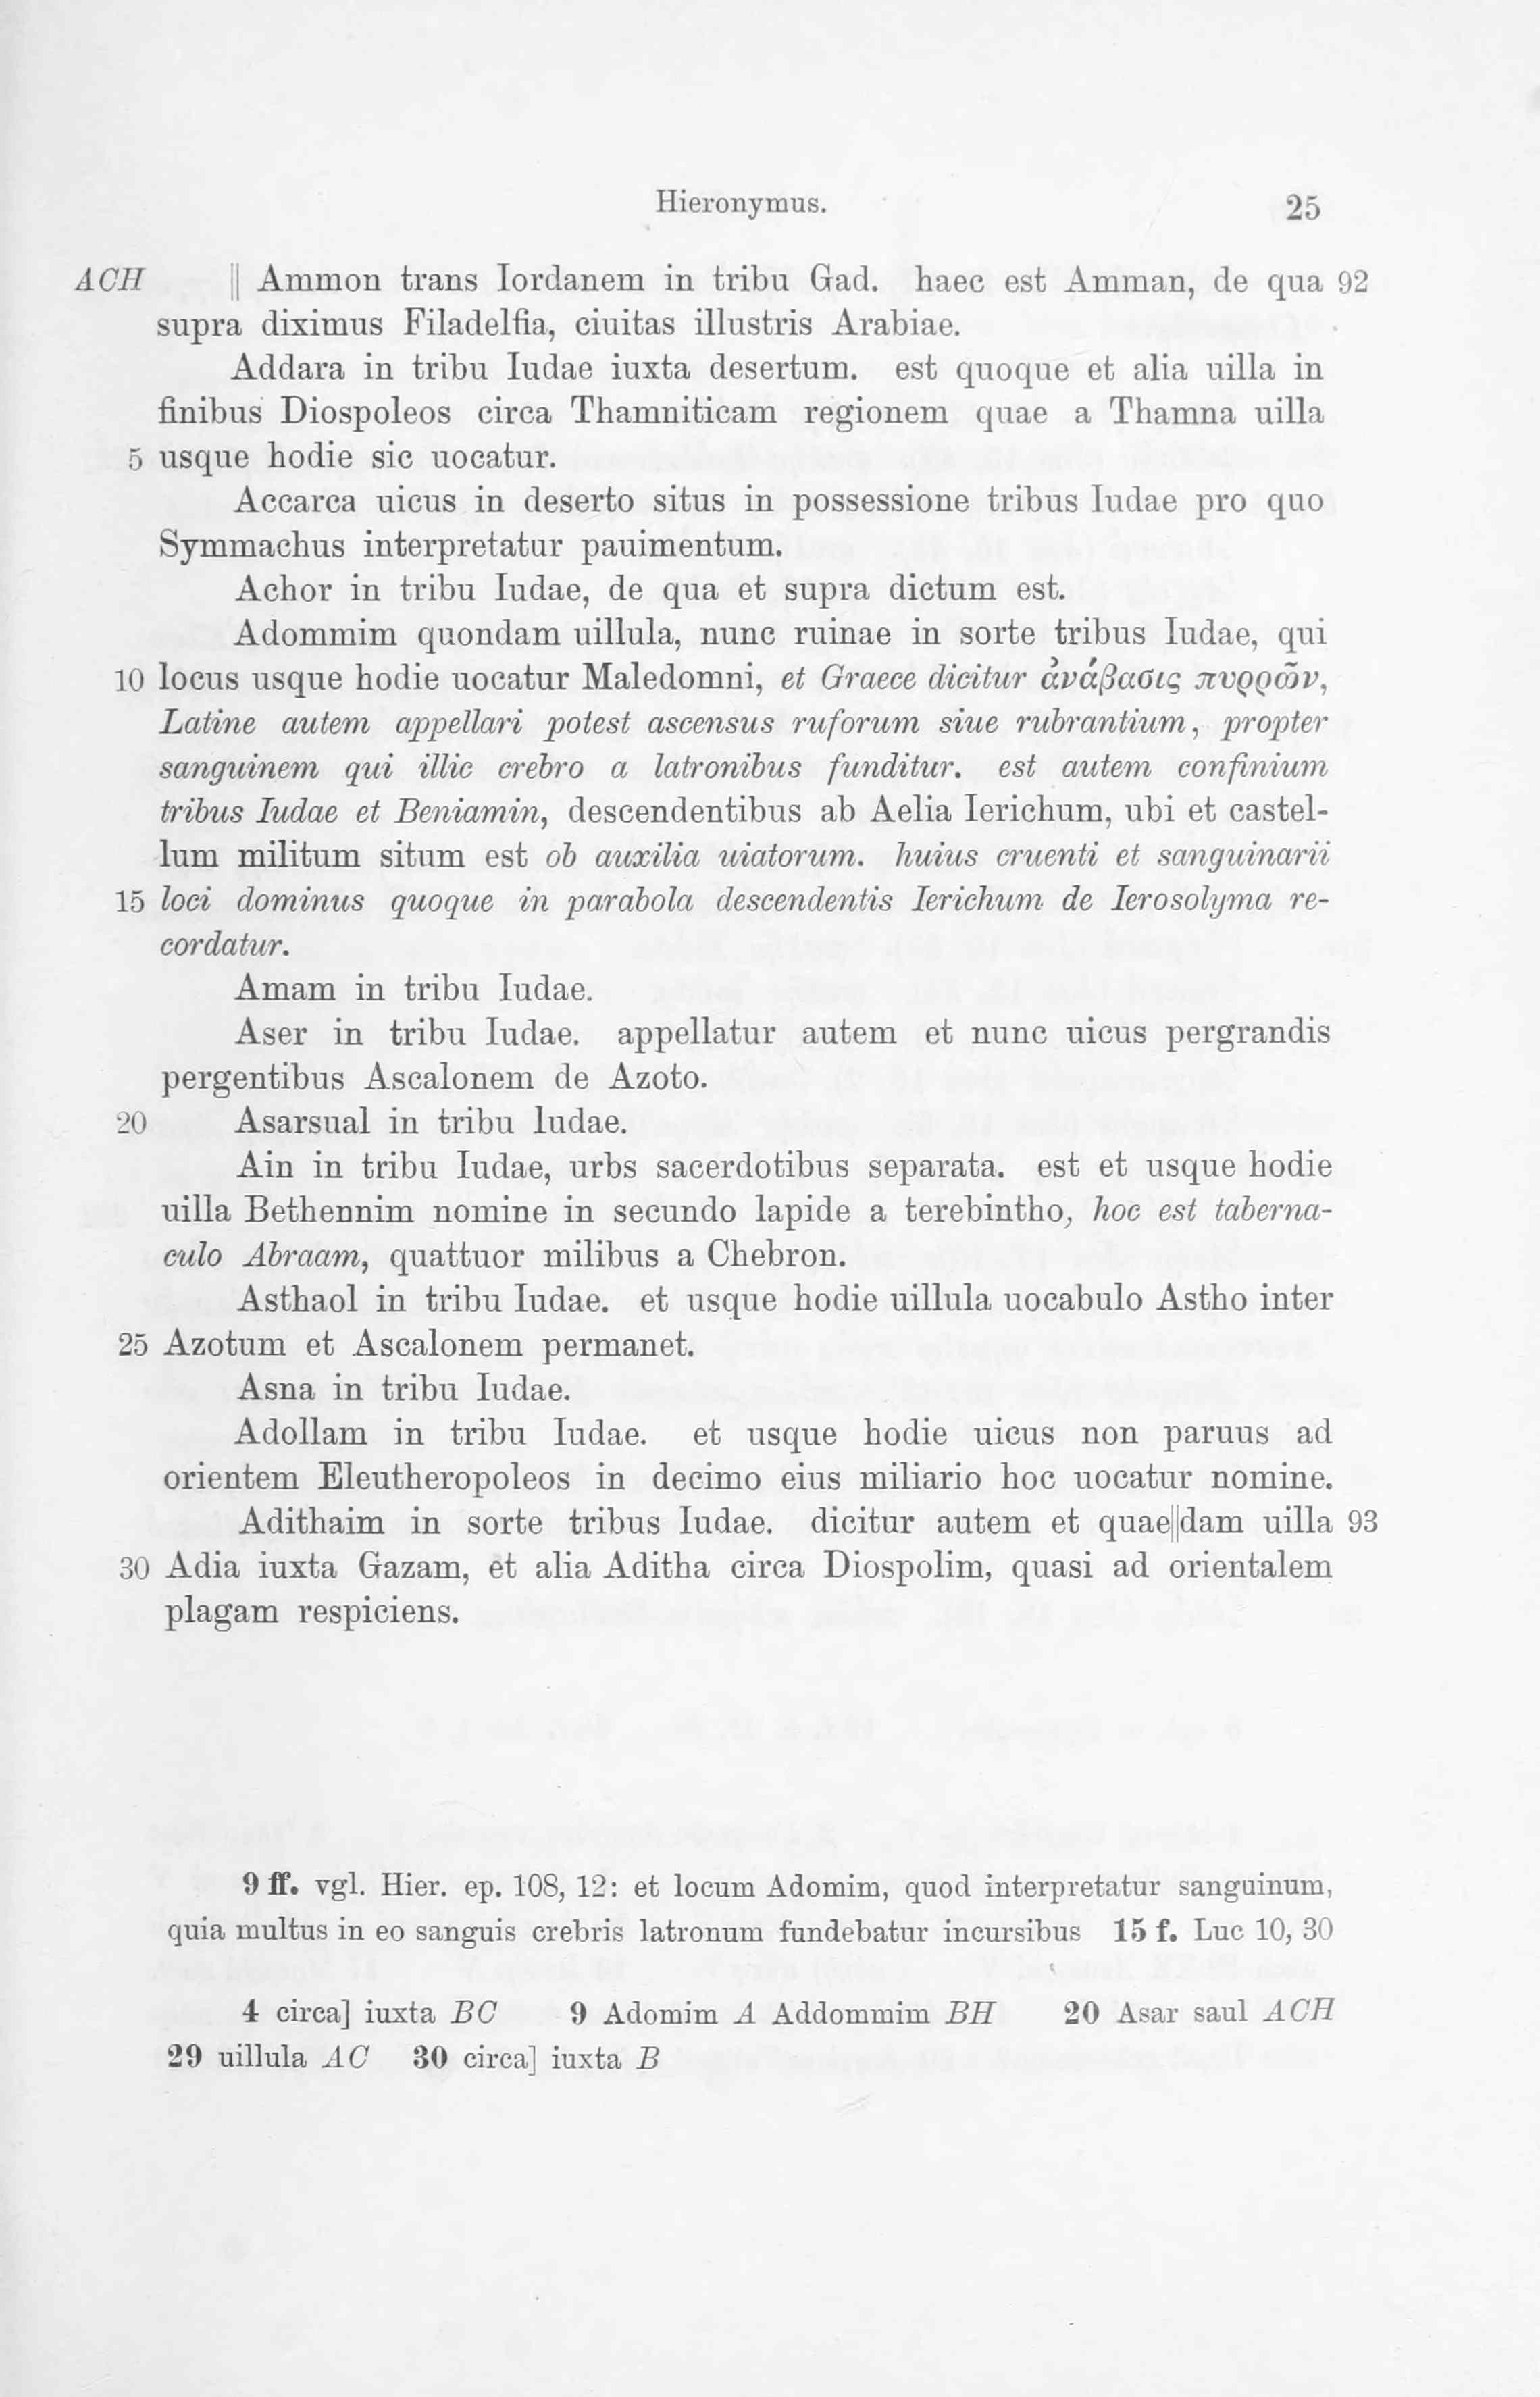 Hieronymus. 25
ACH || Ammon trans Iordanem in tribu Gad. haec est Amman, de qua 92
supra diximus Filadelfia, ciuitas illustris Arabiae.
Addara in tribu Iudae iuxta desertum. est quoque et alia uilla in
finibus Diospoleos circa Thamniticam regionem quae a Thamna uilla
5 usque hodie sic uocatur.
Accarca uicus in deserto situs in possessione tribus Iudae pro quo
Symmachus interpretatur pauimentum.
Achor in tribu Iudae, de qua et supra dictum est.
Adommim quondam uillula, nunc ruinae in sorte tribus Iudae, qui
10 locus usque hodie uocatur Maledomni, et Graece dicitur ἀνάβασις πυρρῶν,
Latine autem appellari potest ascensus ruforum siue rubrantium, propter
sanguinem qui illic crebro a latronibus funditur. est autem confinium
tribus Iudae et Beniamin, descendentibus ab Aelia Ierichum, ubi et castel-
lum militum situm est ob auxilia uiatorum. huius cruenti et sanguinarii
15 loci dominus quoque in parabola descendentis Ierichum de Ierosolyma re-
cordatur.
Amam in tribu Iudae.
Aser in tribu Iudae. appellatur autem et nunc uicus pergrandis
pergentibus Ascalonem de Azoto.
20 Asarsual in tribu Iudae.
Ain in tribu Iudae, urbs sacerdotibus separata. est et usque hodie
uilla Bethennim nomine in secundo lapide a terebintho, hoc est taberna-
culo Abraam, quattuor milibus a Chebron.
Asthaol in tribu Iudae. et usque hodie uillula uocabulo Astho inter
25 Azotum et Ascalonem permanet.
Asna in tribu Iudae.
Adollam in tribu Iudae. et usque hodie uicus non paruus ad
orientem Eleutheropoleos in decimo eius miliario hoc uocatur nomine.
Adithaim in sorte tribus Iudae. dicitur autem et quae||dam uilla 93
30 Adia iuxta Gazam, et alia Aditha circa Diospolim, quasi ad orientalem
plagam respiciens.
9 ff. vgl. Hier. ep. 108, 12: et locum Adomim, quod interpretatur sanguinum,
quia multus in eo sanguis crebris latronum fundebatur incursibus 15 f. Luc 10, 30
4 circa] iuxta BC 9 Adomim A Addommim BH 20 Asar saul ACH
29 uillula AC 30 circa] iuxta B